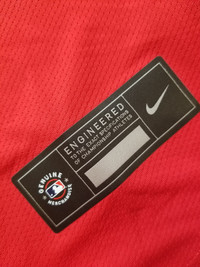 ENGINEERED
TO THE EXACT SPECIFICATIONS
OF CHAMPIONSHIP ATHLETES
GENUINE
MERCHANDISE